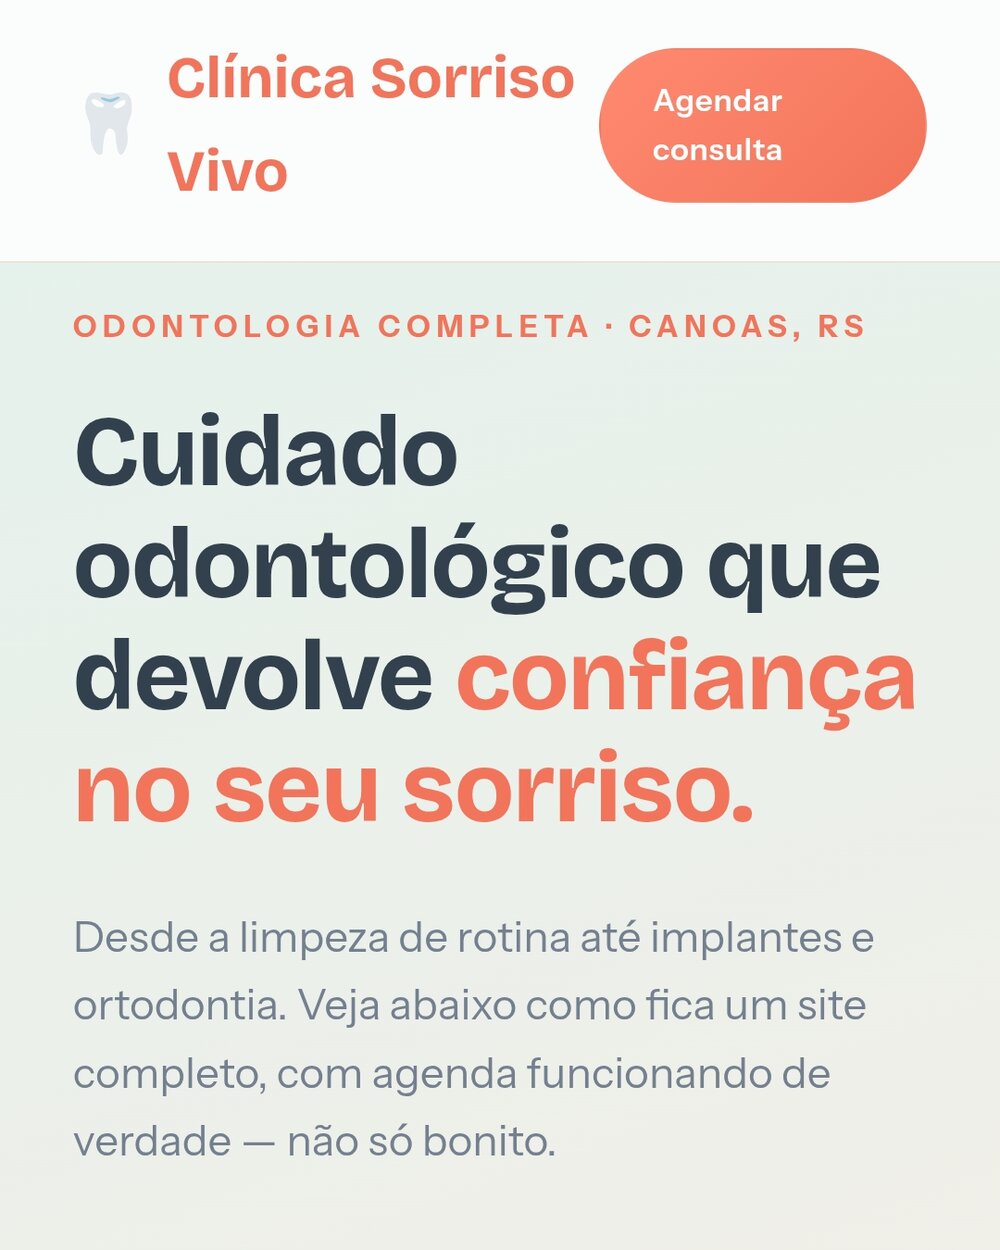 Clínica Sorriso
Vivo
Agendar
consulta
ODONTOLOGIA COMPLETA · CANOAS, RS
Cuidado
odontológico que
devolve confiança
no seu sorriso.
Desde a limpeza de rotina até implantes e
ortodontia. Veja abaixo como fica um site
completo, com agenda funcionando de
verdade — não só bonito.